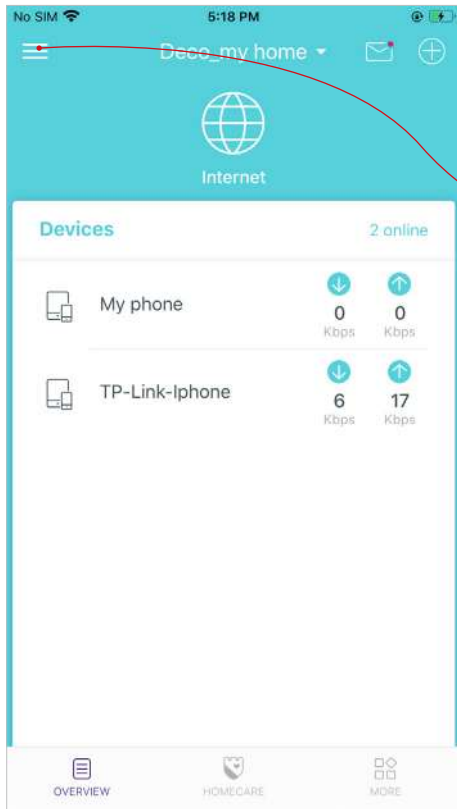 No SIM 5:18 PM
Deco_my home
Internet
Devices 2 online
My phone 0 0
Kbps Kbps
TP-Link-Iphone 6 17
Kbps Kbps
OVERVIEW HOMECARE MORE